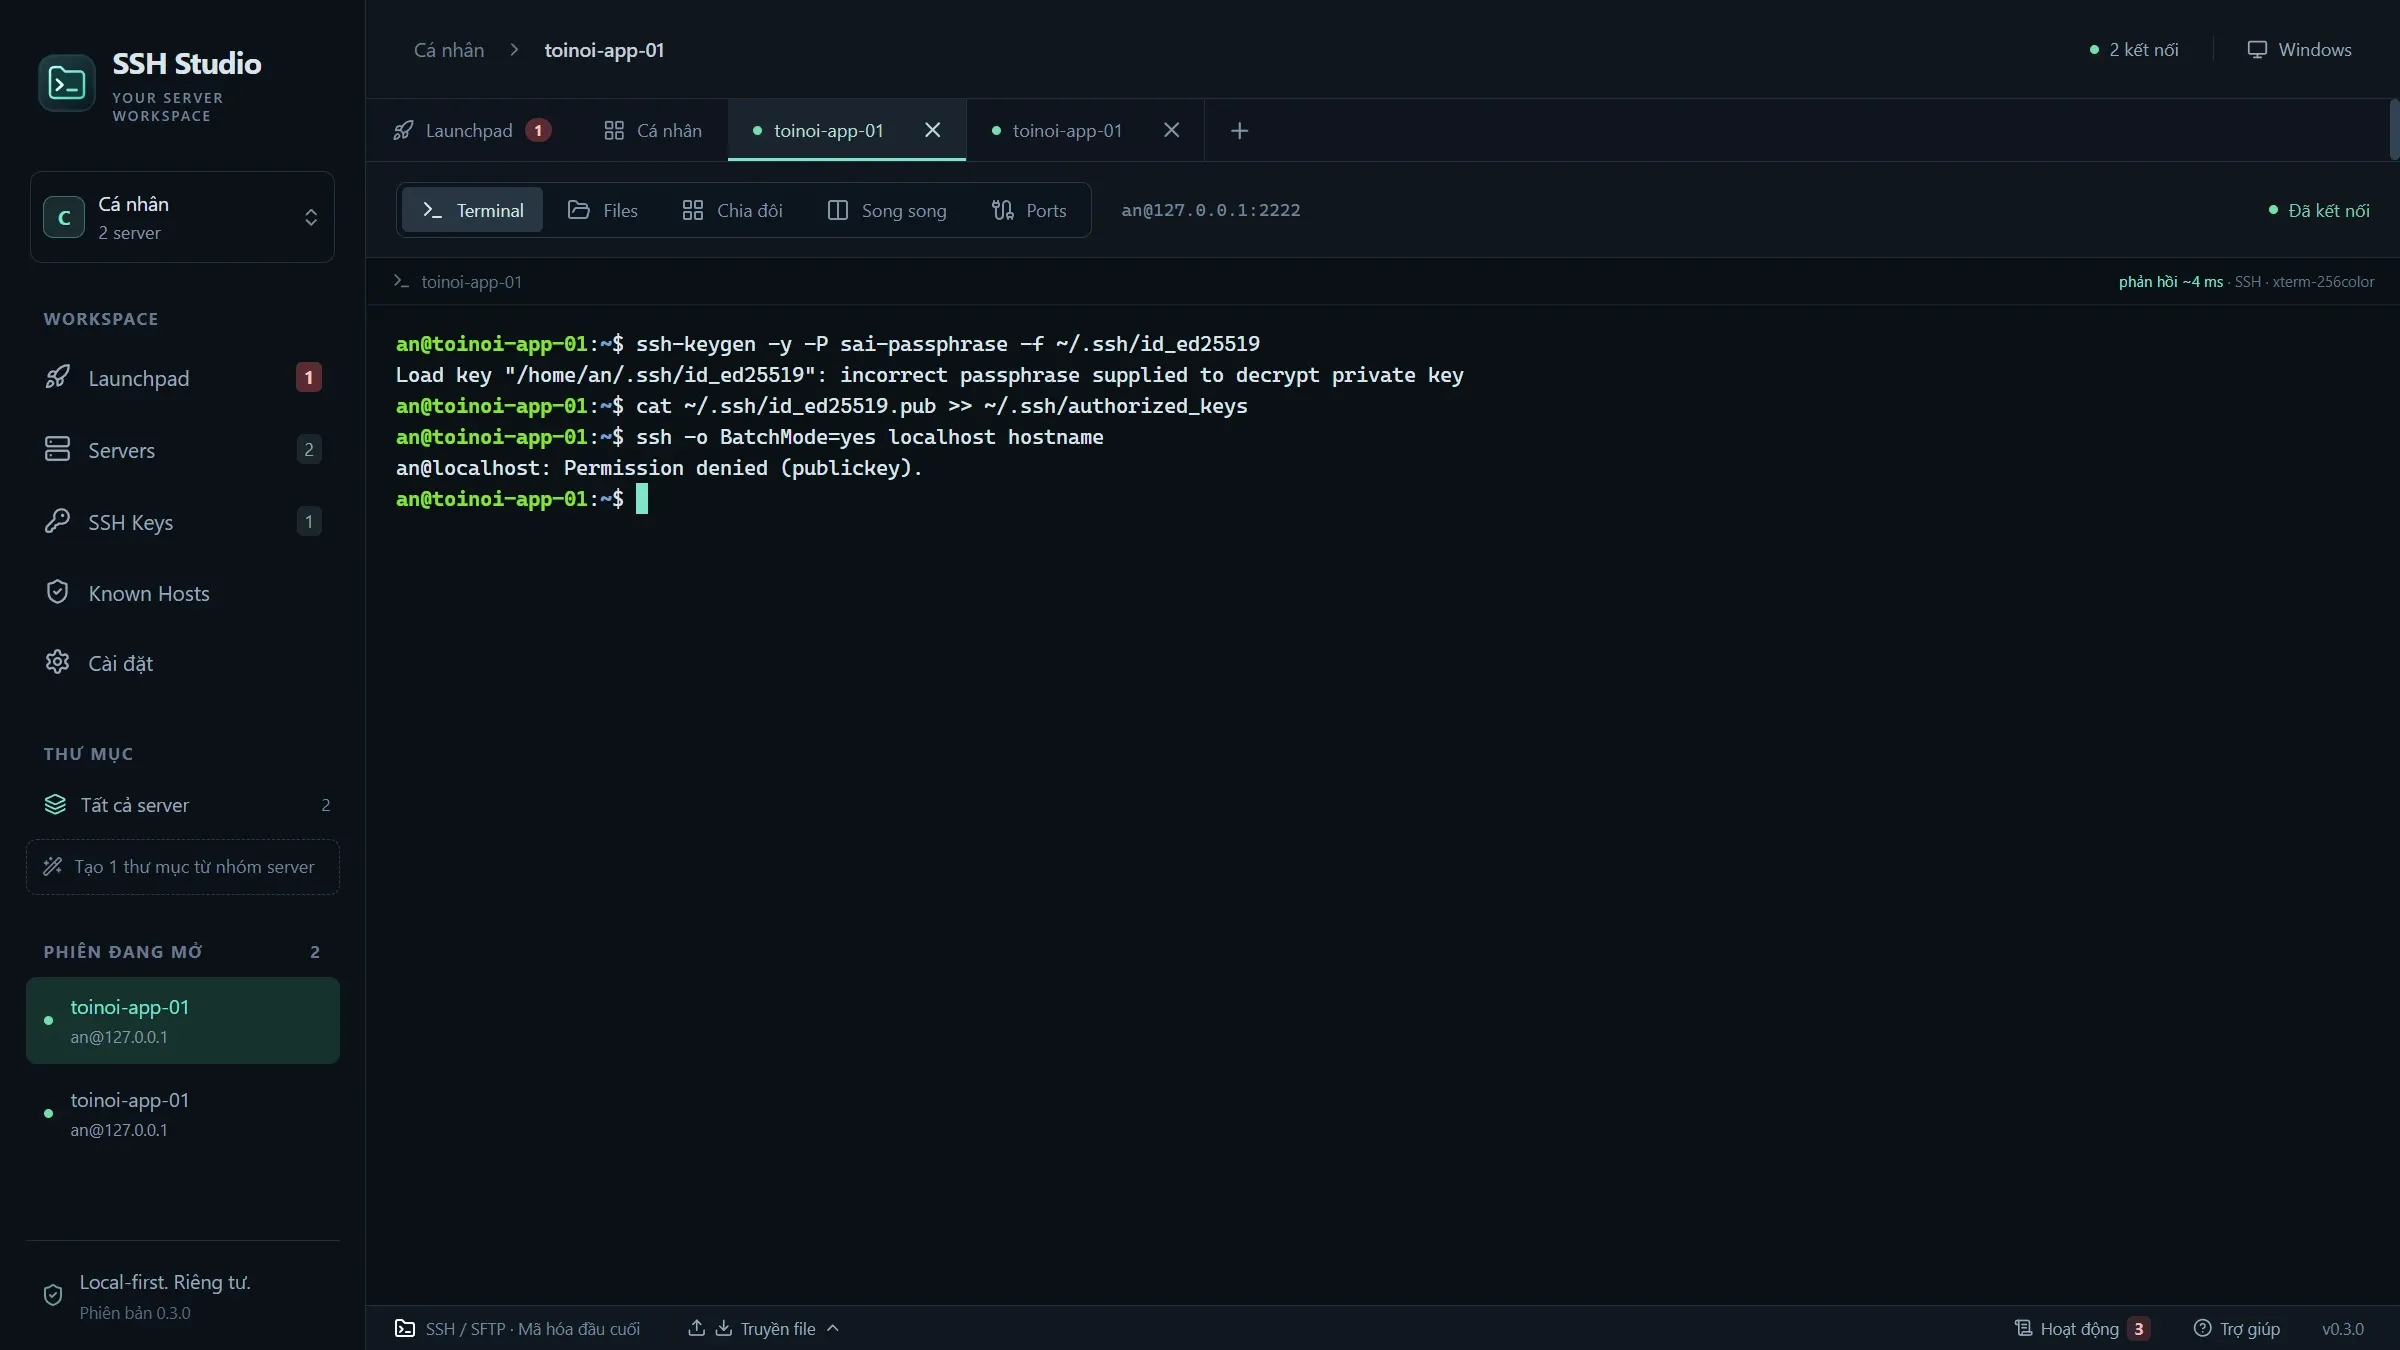 SSH Studio
YOUR SERVER
WORKSPACE
C
Cá nhân
2 server
WORKSPACE
Launchpad 1
Servers 2
SSH Keys 1
Known Hosts
Cài đặt
THƯ MỤC
Tất cả server 2
Tạo 1 thư mục từ nhóm server
PHIÊN ĐANG MỞ 2
toinoi-app-01
an@127.0.0.1
toinoi-app-01
an@127.0.0.1
Local-first. Riêng tư.
Phiên bản 0.3.0
Cá nhân > toinoi-app-01
2 kết nối
Windows
Launchpad 1
Cá nhân
toinoi-app-01
toinoi-app-01
Terminal
Files
Chia đôi
Song song
Ports
an@127.0.0.1:2222
Đã kết nối
toinoi-app-01
phản hồi ~4 ms · SSH · xterm-256color
an@toinoi-app-01:~$ ssh-keygen -y -P sai-passphrase -f ~/.ssh/id_ed25519
Load key "/home/an/.ssh/id_ed25519": incorrect passphrase supplied to decrypt private key
an@toinoi-app-01:~$ cat ~/.ssh/id_ed25519.pub >> ~/.ssh/authorized_keys
an@toinoi-app-01:~$ ssh -o BatchMode=yes localhost hostname
an@localhost: Permission denied (publickey).
an@toinoi-app-01:~$
SSH / SFTP · Mã hóa đầu cuối
Truyền file
Hoạt động 3
Trợ giúp
v0.3.0